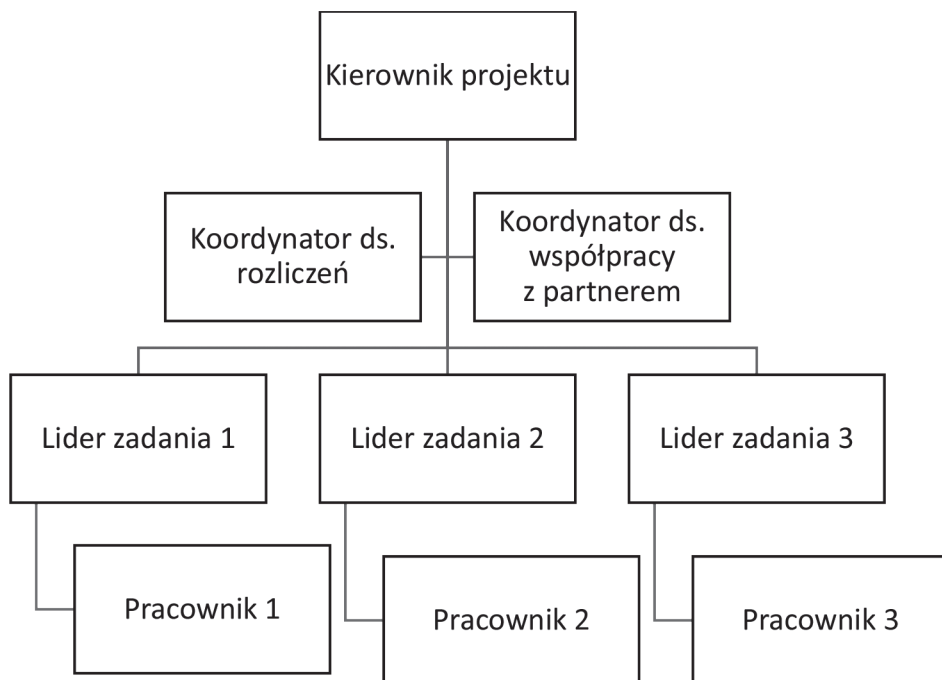 Kierownik projektu
Koordynator ds.
rozliczeń
Koordynator ds.
współpracy
z partnerem
Lider zadania 1
Lider zadania 2
Lider zadania 3
Pracownik 1
Pracownik 2
Pracownik 3